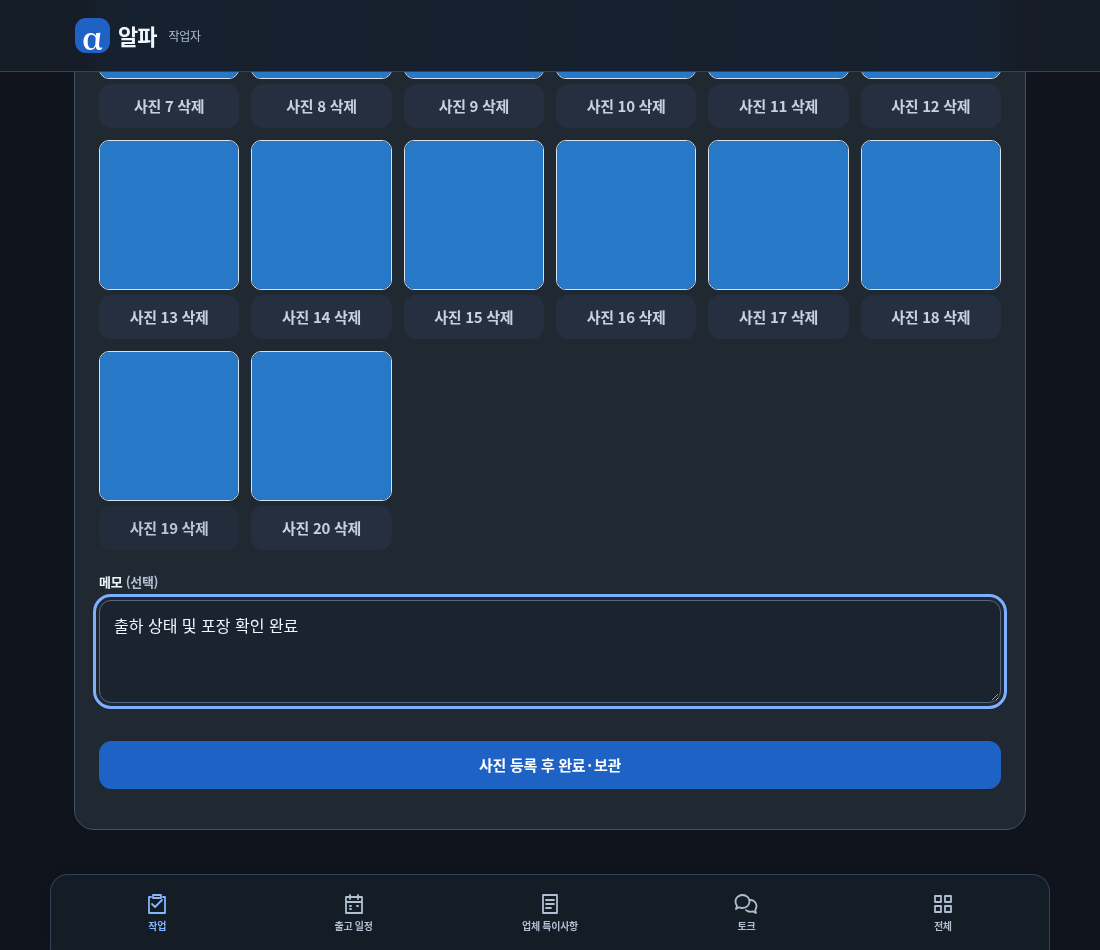 α 알파 작업자
사진 7 삭제 사진 8 삭제 사진 9 삭제 사진 10 삭제 사진 11 삭제 사진 12 삭제
사진 13 삭제 사진 14 삭제 사진 15 삭제 사진 16 삭제 사진 17 삭제 사진 18 삭제
사진 19 삭제 사진 20 삭제
메모 (선택)
출하 상태 및 포장 확인 완료
사진 등록 후 완료·보관
작업 출고 일정 업체 특이사항 토크 전체